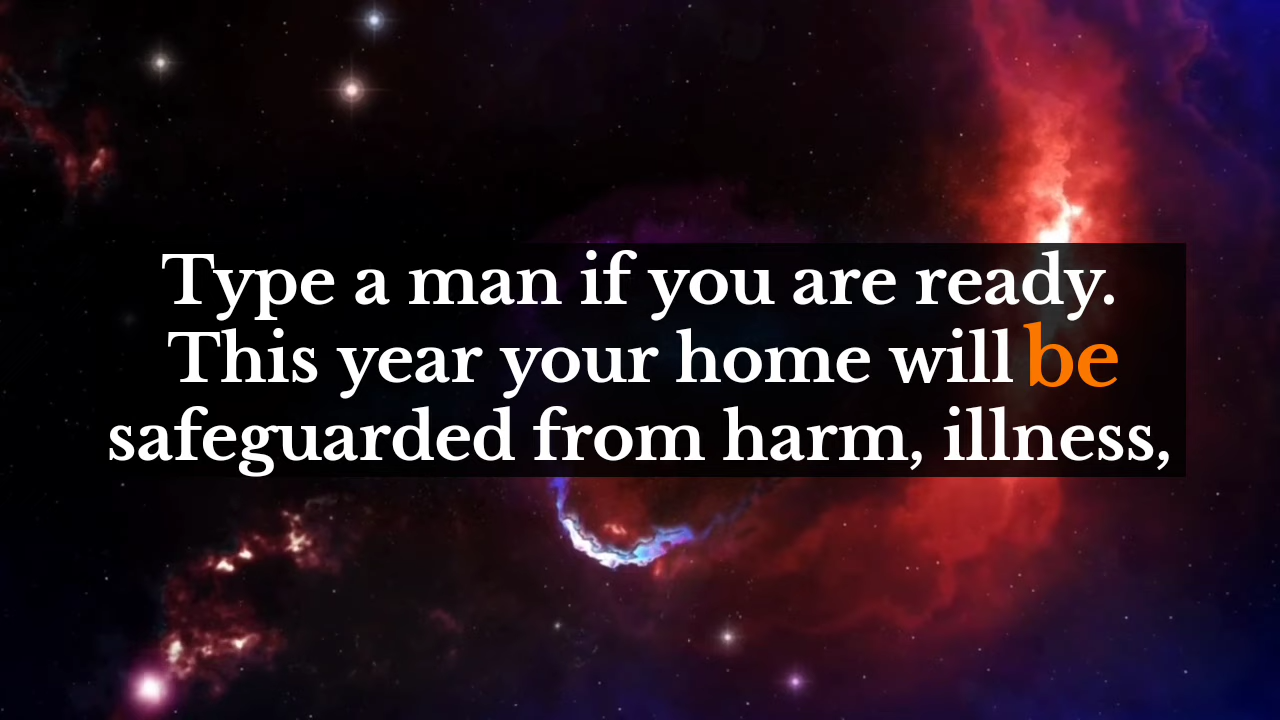 Type a man if you are ready.
This year your home will be
safeguarded from harm, illness,